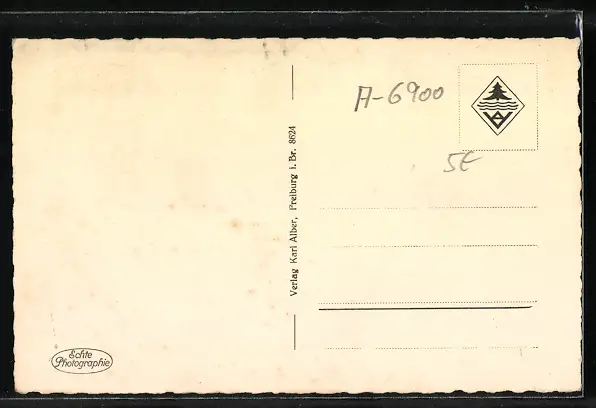 A-6900
5€
Verlag Karl Alber, Freiburg i. Br. 8624
Echte
Photographie